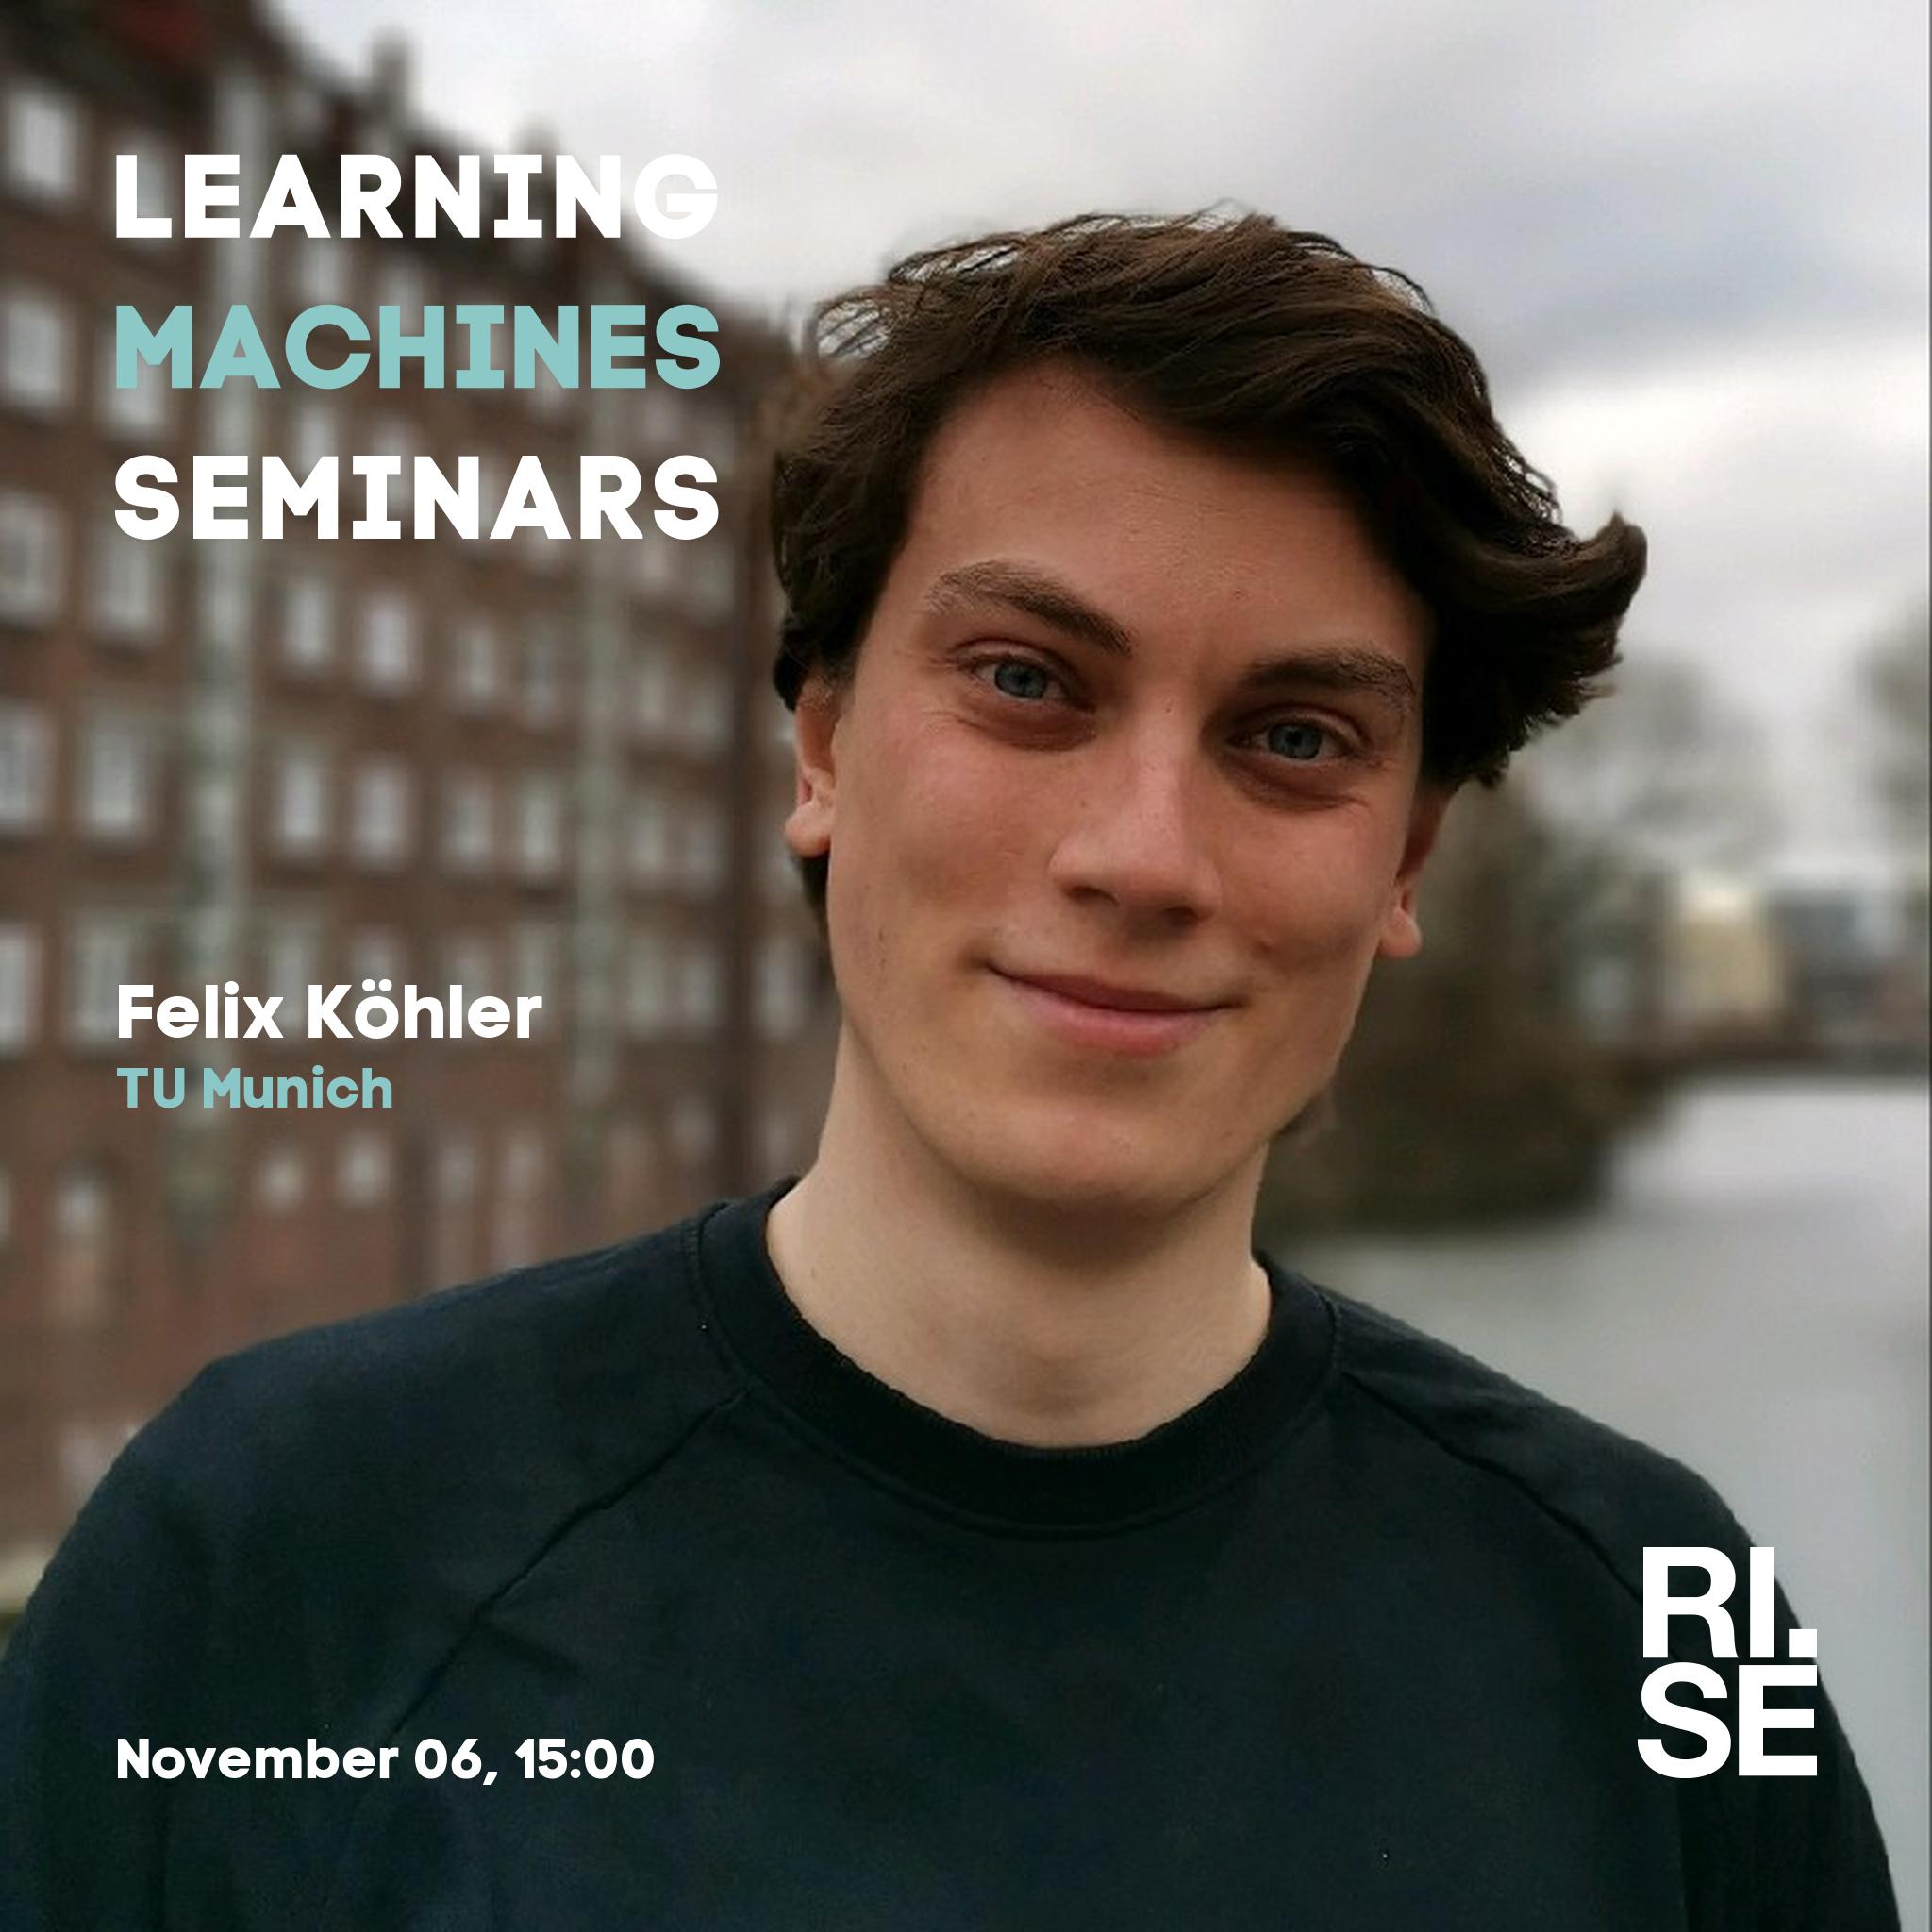 LEARNING
MACHINES
SEMINARS
Felix Köhler
TU Munich
November 06, 15:00
RI.
SE